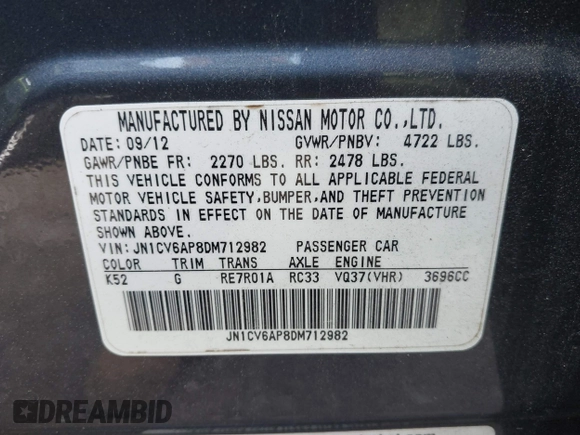 MANUFACTURED BY NISSAN MOTOR CO.,LTD.
DATE: 09/12 GVWR/PNBV: 4722 LBS.
GAWR/PNBE FR: 2270 LBS. RR: 2478 LBS.
THIS VEHICLE CONFORMS TO ALL APPLICABLE FEDERAL
MOTOR VEHICLE SAFETY,BUMPER,AND THEFT PREVENTION
STANDARDS IN EFFECT ON THE DATE OF MANUFACTURE
SHOWN ABOVE.
VIN: JN1CV6AP8DM712982 PASSENGER CAR
COLOR TRIM TRANS AXLE ENGINE
K52 G RE7R01A RC33 VQ37(VHR) 3696CC
JN1CV6AP8DM712982
DREAMBID